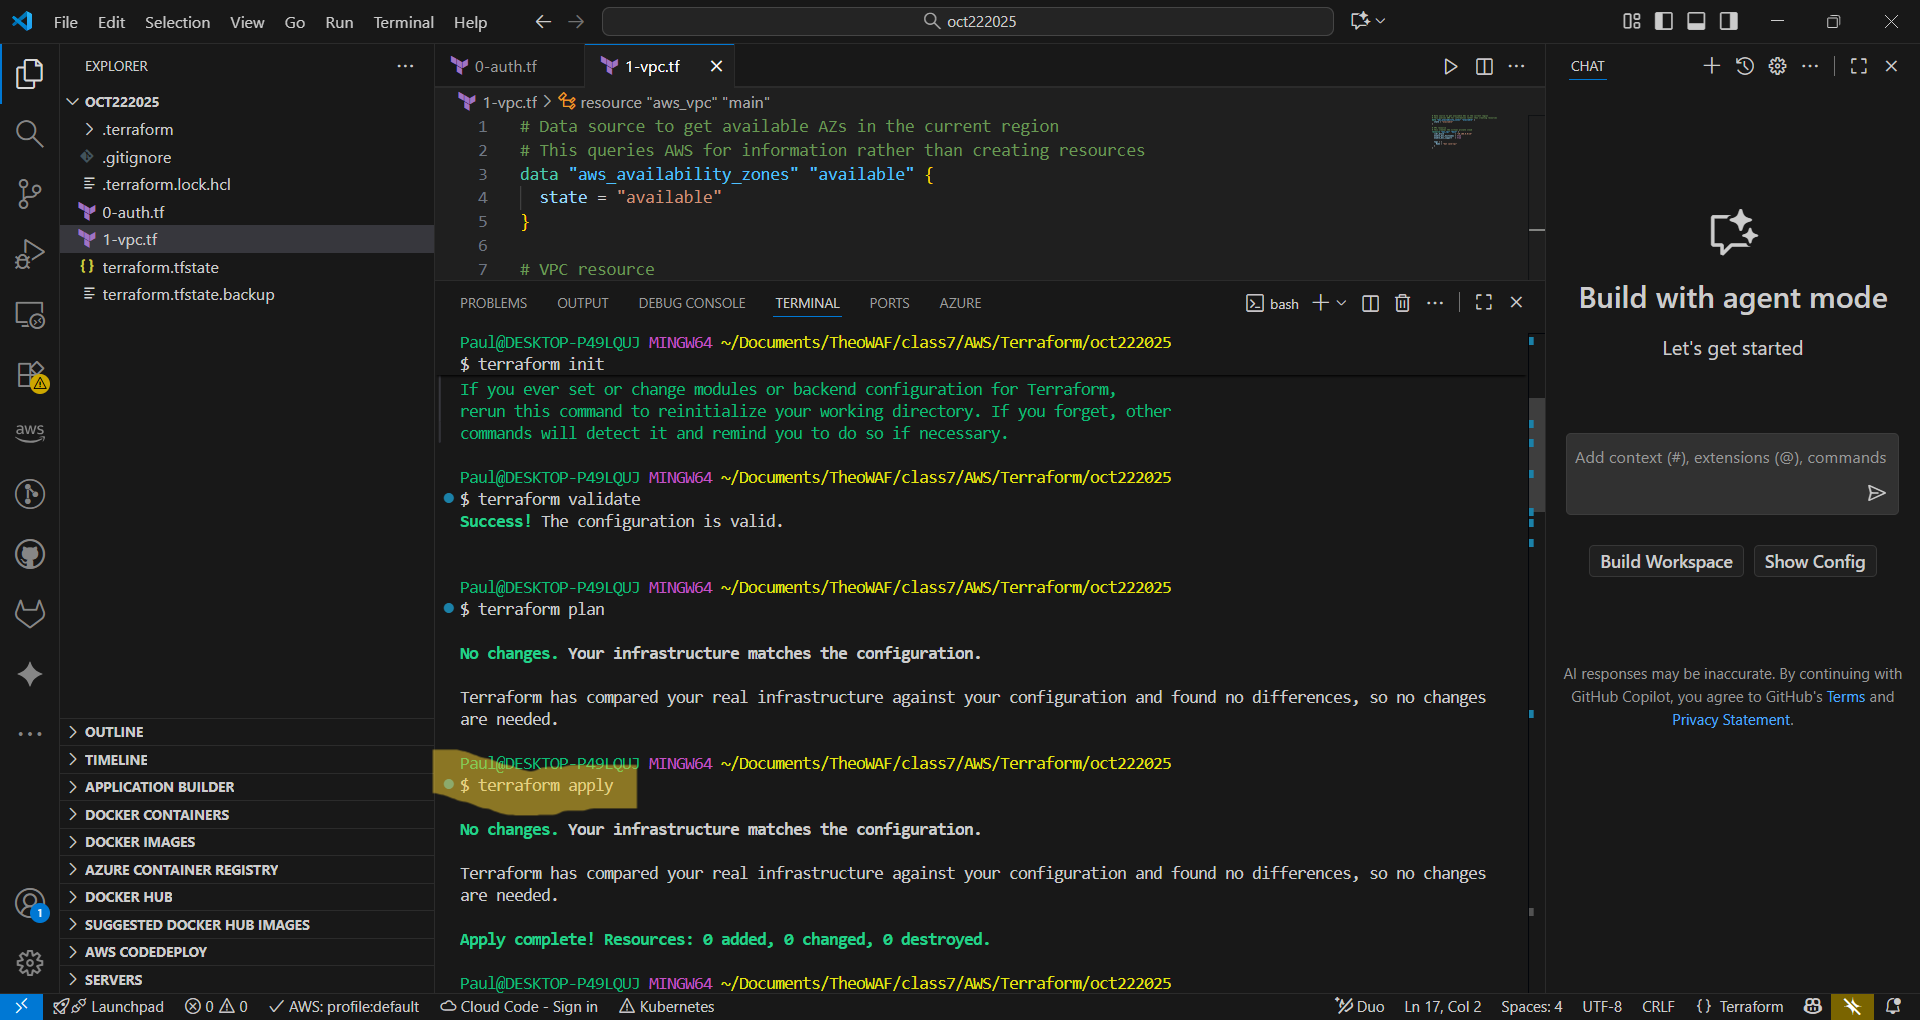 File Edit Selection View Go Run Terminal Help
oct222025
EXPLORER
OCT222025
.terraform
.gitignore
.terraform.lock.hcl
0-auth.tf
1-vpc.tf
terraform.tfstate
terraform.tfstate.backup
OUTLINE
TIMELINE
APPLICATION BUILDER
DOCKER CONTAINERS
DOCKER IMAGES
AZURE CONTAINER REGISTRY
DOCKER HUB
SUGGESTED DOCKER HUB IMAGES
AWS CODEDEPLOY
SERVERS
aws
1
0-auth.tf 1-vpc.tf
1-vpc.tf > resource "aws_vpc" "main"
1 # Data source to get available AZs in the current region
2 # This queries AWS for information rather than creating resources
3 data "aws_availability_zones" "available" {
4 state = "available"
5 }
6
7 # VPC resource
PROBLEMS OUTPUT DEBUG CONSOLE TERMINAL PORTS AZURE
bash
Paul@DESKTOP-P49LQUJ MINGW64 ~/Documents/TheoWAF/class7/AWS/Terraform/oct222025
$ terraform init
If you ever set or change modules or backend configuration for Terraform,
rerun this command to reinitialize your working directory. If you forget, other
commands will detect it and remind you to do so if necessary.
Paul@DESKTOP-P49LQUJ MINGW64 ~/Documents/TheoWAF/class7/AWS/Terraform/oct222025
$ terraform validate
Success! The configuration is valid.
Paul@DESKTOP-P49LQUJ MINGW64 ~/Documents/TheoWAF/class7/AWS/Terraform/oct222025
$ terraform plan
No changes. Your infrastructure matches the configuration.
Terraform has compared your real infrastructure against your configuration and found no differences, so no changes
are needed.
Paul@DESKTOP-P49LQUJ MINGW64 ~/Documents/TheoWAF/class7/AWS/Terraform/oct222025
$ terraform apply
No changes. Your infrastructure matches the configuration.
Terraform has compared your real infrastructure against your configuration and found no differences, so no changes
are needed.
Apply complete! Resources: 0 added, 0 changed, 0 destroyed.
Paul@DESKTOP-P49LQUJ MINGW64 ~/Documents/TheoWAF/class7/AWS/Terraform/oct222025
CHAT
Build with agent mode
Let's get started
Add context (#), extensions (@), commands
Build Workspace Show Config
AI responses may be inaccurate. By continuing with
GitHub Copilot, you agree to GitHub's Terms and
Privacy Statement.
Launchpad 0 0 AWS: profile:default Cloud Code - Sign in Kubernetes Duo Ln 17, Col 2 Spaces: 4 UTF-8 CRLF {} Terraform